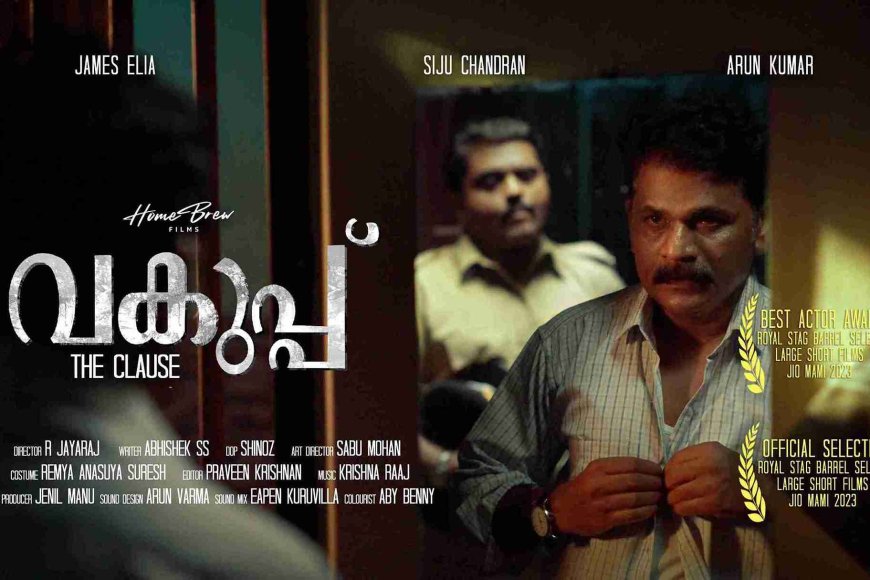 JAMES ELIA
SIJU CHANDRAN
ARUN KUMAR
HomeBrew
FILMS
വകുപ്പ്
THE CLAUSE
DIRECTOR R JAYARAJ WRITER ABHISHEK SS DOP SHINOZ ART DIRECTOR SABU MOHAN
COSTUME REMYA ANASUYA SURESH EDITOR PRAVEEN KRISHNAN MUSIC KRISHNA RAAJ
PRODUCER JENIL MANU SOUND DESIGN ARUN VARMA SOUND MIX EAPEN KURUVILLA COLOURIST ABY BENNY
BEST ACTOR AWA
ROYAL STAG BARREL SELE
LARGE SHORT FILMS
JIO MAMI 2023
OFFICIAL SELECTI
ROYAL STAG BARREL SELE
LARGE SHORT FILMS
JIO MAMI 2023